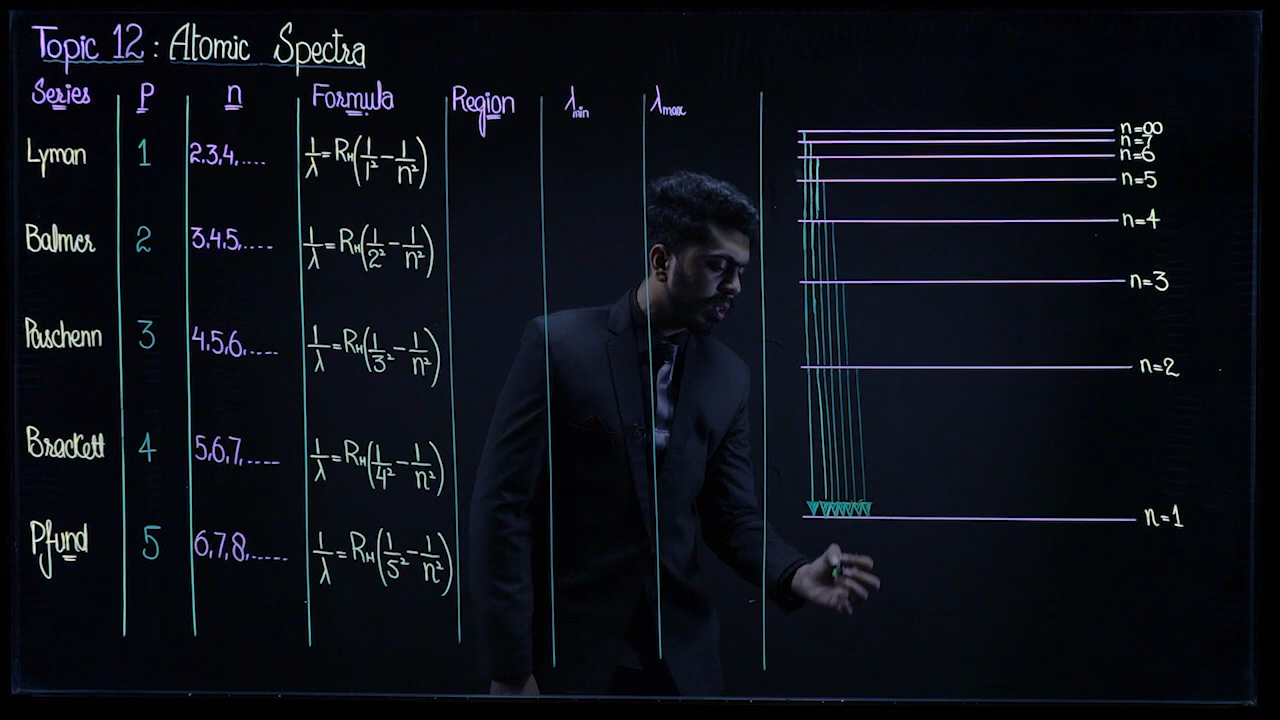 Topic 12 : Atomic Spectra
Series P n Formula Region λmin λmax
Lyman 1 2,3,4,.... 1/λ = RH(1/1² − 1/n²)
Balmer 2 3,4,5,.... 1/λ = RH(1/2² − 1/n²)
Paschenn 3 4,5,6,.... 1/λ = RH(1/3² − 1/n²)
Brackett 4 5,6,7,.... 1/λ = RH(1/4² − 1/n²)
Pfund 5 6,7,8,..... 1/λ = RH(1/5² − 1/n²)
n=∞
n=7
n=6
n=5
n=4
n=3
n=2
n=1